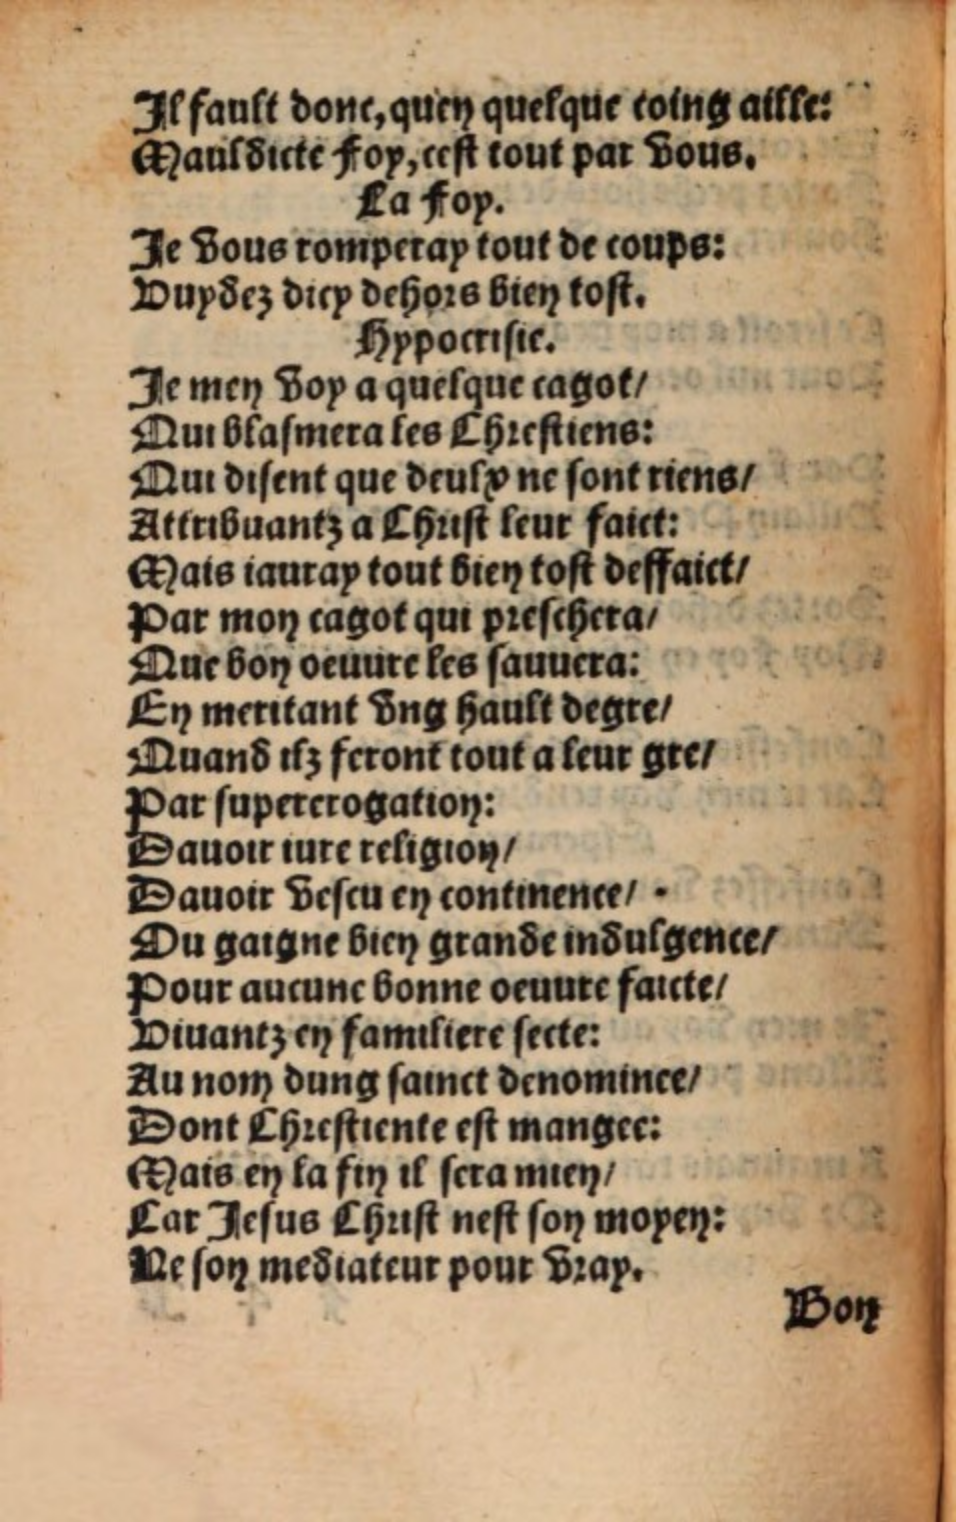 Il fault donc, quen quelque coing aille:
Mauldicte foy, cest tout par vous.
La foy.
Je vous romperay tout de coups:
Vuydez dicy dehors bien tost.
Hypocrisie.
Je men voy a quelque cagot/
Qui blasmera les Chrestiens:
Qui disent que deulx ne sont riens/
Attribuantz a Christ leur faict:
Mais iauray tout bien tost deffaict/
Par mon cagot qui preschera/
Que bon oeuure les sauuera:
En meritant vng hault degre/
Quand ilz feront tout a leur gre/
Par supererogation:
Dauoir iure religion/
Dauoir vescu en continence/
Ou gaigne bien grande indulgence/
Pour aucune bonne oeuure faicte/
Viuantz en familiere secte:
Au nom dung sainct denominee/
Dont Chrestiente est mangee:
Mais en la fin il sera mien/
Car Jesus Christ nest son moyen:
Ne son mediateur pour vray.
Bon